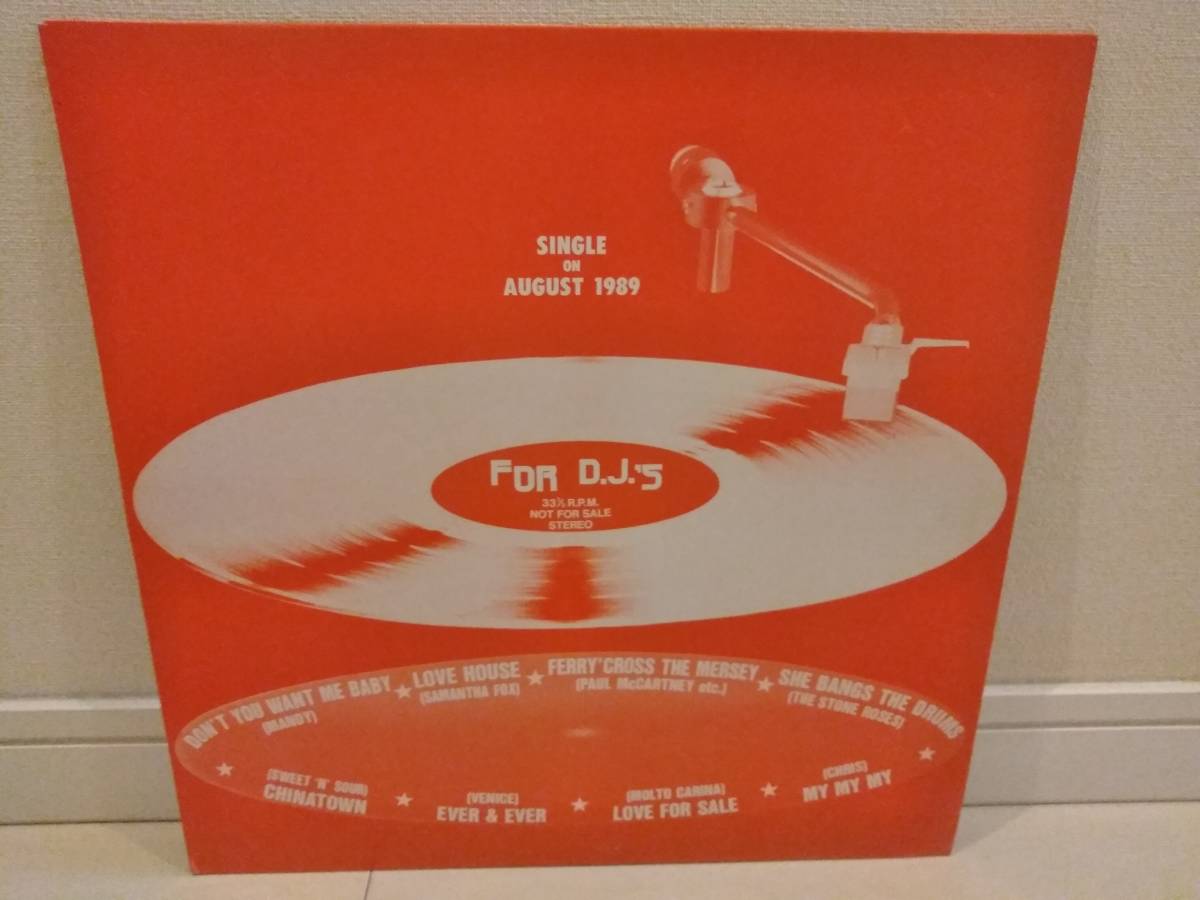 SINGLE
ON
AUGUST 1989
FOR D.J.'S
33⅓ R.P.M.
NOT FOR SALE
STEREO
DON'T YOU WANT ME BABY ★ LOVE HOUSE ★ FERRY'CROSS THE MERSEY ★ SHE BANGS THE DRUMS
(MANDY) (SAMANTHA FOX) (PAUL McCARTNEY etc.) (THE STONE ROSES)
★ (SWEET 'N' SOUR) (VENICE) (MOLTO CARINA) (CHRIS) ★
CHINATOWN ★ EVER & EVER ★ LOVE FOR SALE ★ MY MY MY